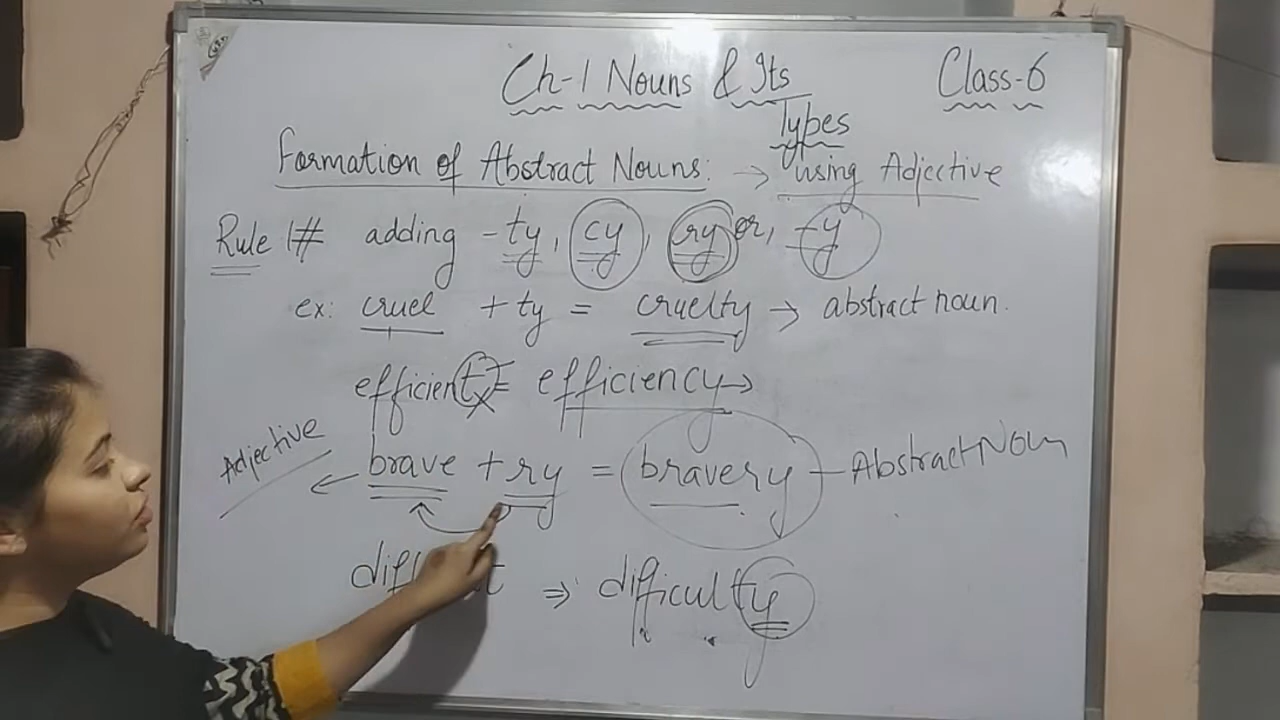 Ch-1 Nouns & Its Types
Class-6
Formation of Abstract Nouns: → using Adjective
Rule 1# adding -ty, cy, ry or, -y
ex: cruel + ty = cruelty → abstract noun.
efficient = efficiency →
Adjective ← brave + ry = bravery - Abstract Noun
⇒ difficulty